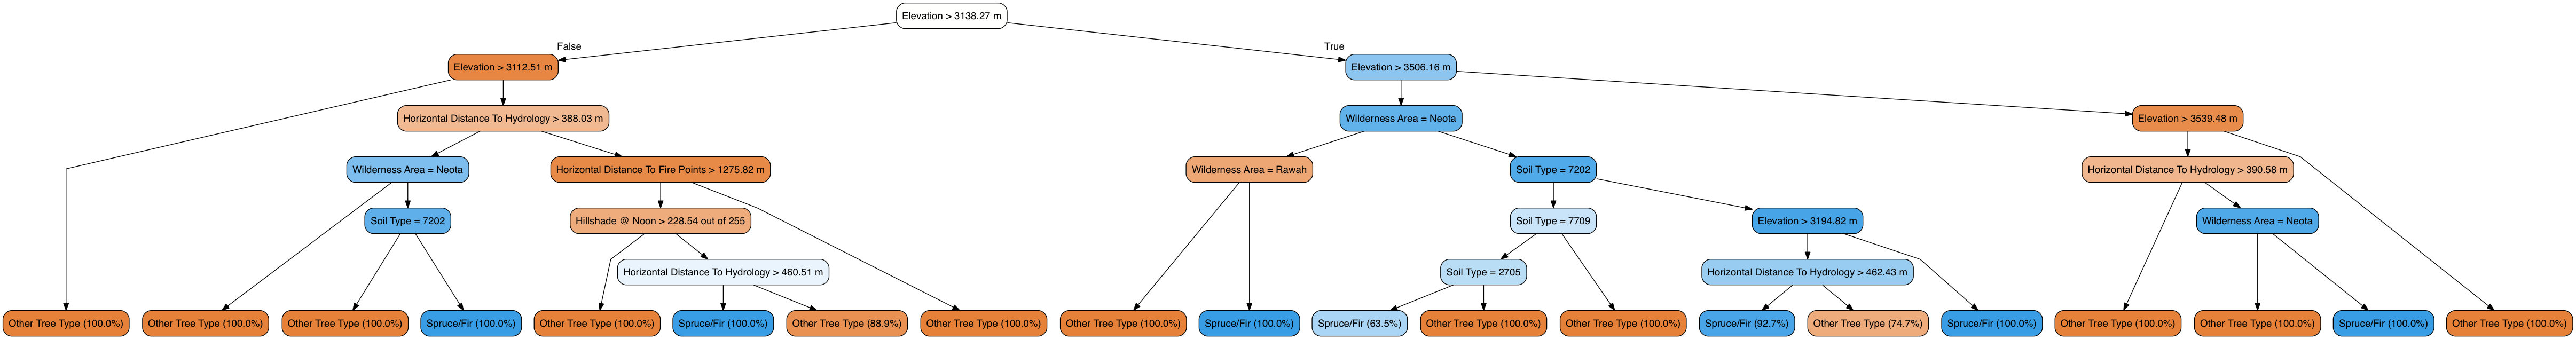 Elevation > 3138.27 m
False
True
Elevation > 3112.51 m
Elevation > 3506.16 m
Horizontal Distance To Hydrology > 388.03 m
Wilderness Area = Neota
Elevation > 3539.48 m
Wilderness Area = Neota
Horizontal Distance To Fire Points > 1275.82 m
Wilderness Area = Rawah
Soil Type = 7202
Horizontal Distance To Hydrology > 390.58 m
Soil Type = 7202
Hillshade @ Noon > 228.54 out of 255
Soil Type = 7709
Elevation > 3194.82 m
Wilderness Area = Neota
Horizontal Distance To Hydrology > 460.51 m
Soil Type = 2705
Horizontal Distance To Hydrology > 462.43 m
Other Tree Type (100.0%)
Other Tree Type (100.0%)
Other Tree Type (100.0%)
Spruce/Fir (100.0%)
Other Tree Type (100.0%)
Spruce/Fir (100.0%)
Other Tree Type (88.9%)
Other Tree Type (100.0%)
Other Tree Type (100.0%)
Spruce/Fir (100.0%)
Spruce/Fir (63.5%)
Other Tree Type (100.0%)
Other Tree Type (100.0%)
Spruce/Fir (92.7%)
Other Tree Type (74.7%)
Spruce/Fir (100.0%)
Other Tree Type (100.0%)
Other Tree Type (100.0%)
Spruce/Fir (100.0%)
Other Tree Type (100.0%)